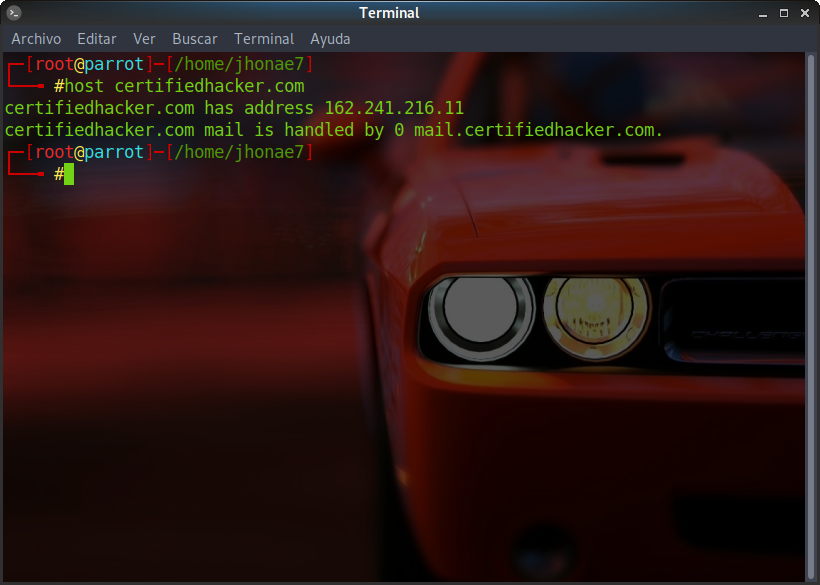 Terminal
Archivo Editar Ver Buscar Terminal Ayuda
┌─[root@parrot]─[/home/jhonae7]
└──╼ #host certifiedhacker.com
certifiedhacker.com has address 162.241.216.11
certifiedhacker.com mail is handled by 0 mail.certifiedhacker.com.
┌─[root@parrot]─[/home/jhonae7]
└──╼ #
CHALLENGER